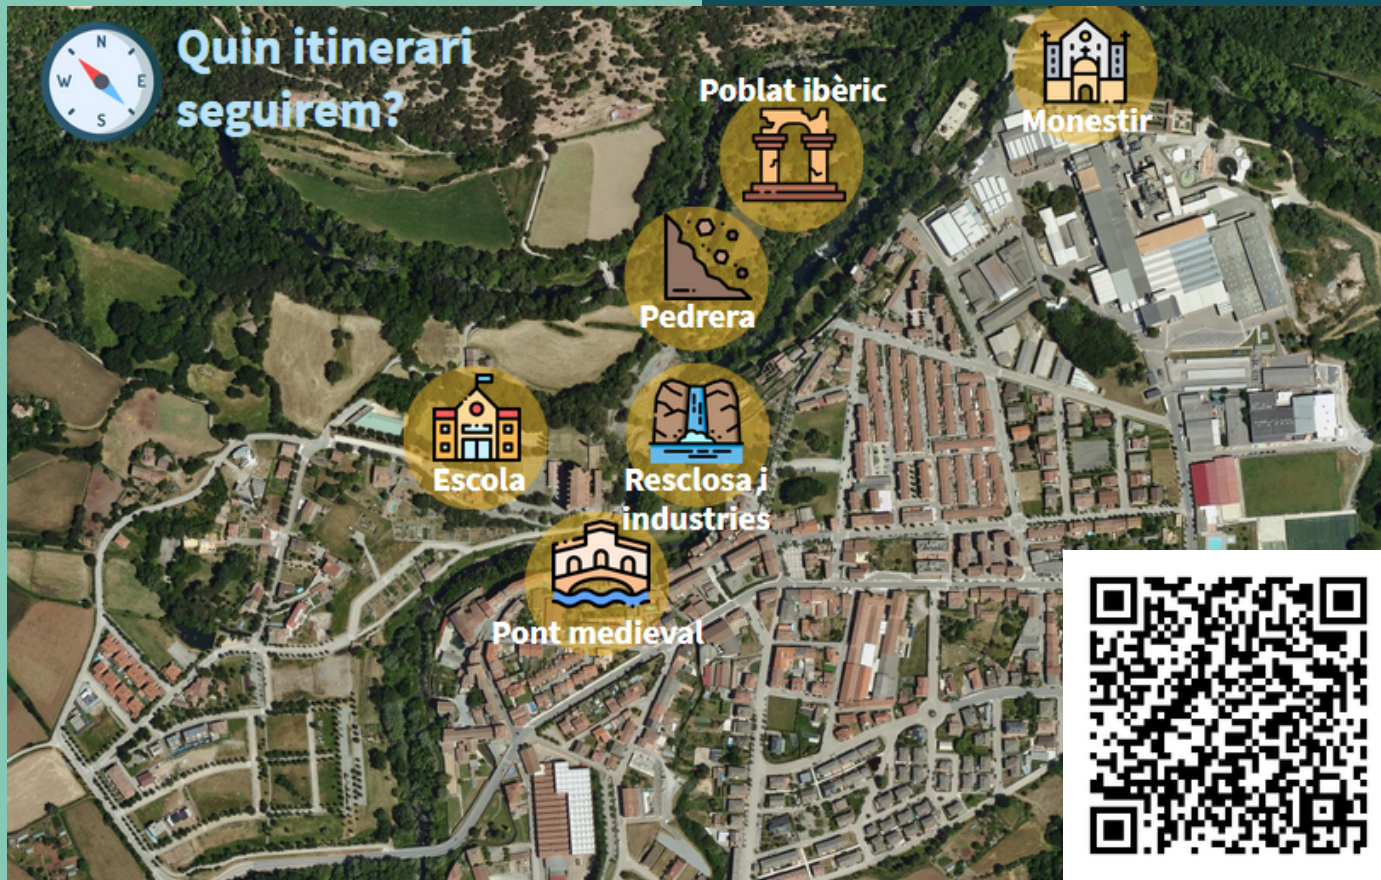 N
W
E
S
Quin itinerari
seguirem?
Poblat ibèric
Monestir
Pedrera
Escola
Resclosa i
industries
Pont medieval